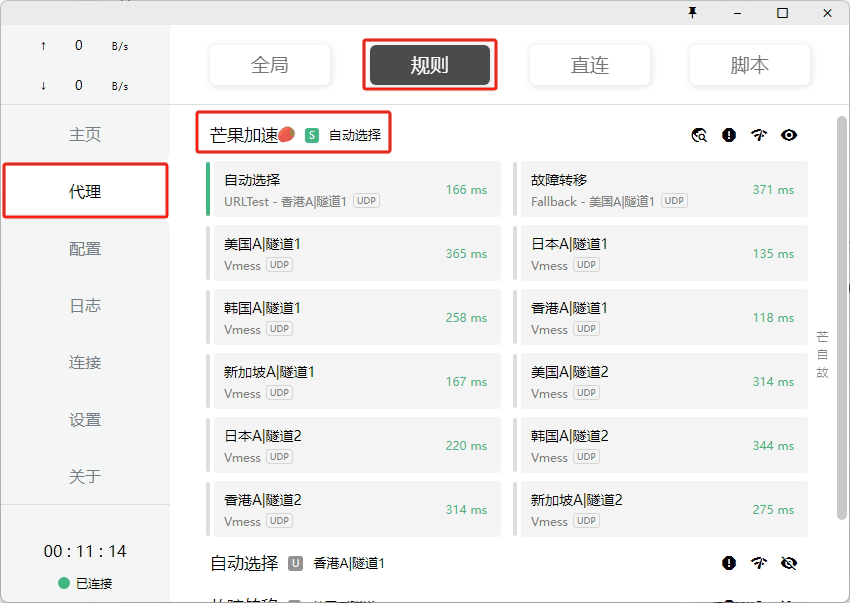 ↑ 0 B/s
↓ 0 B/s
全局 规则 直连 脚本
主页
代理
配置
日志
连接
设置
关于
00 : 11 : 14
已连接
芒果加速 S 自动选择
自动选择
URLTest - 香港A|隧道1 UDP
166 ms
故障转移
Fallback - 美国A|隧道1 UDP
371 ms
美国A|隧道1
Vmess UDP
365 ms
日本A|隧道1
Vmess UDP
135 ms
韩国A|隧道1
Vmess UDP
258 ms
香港A|隧道1
Vmess UDP
118 ms
新加坡A|隧道1
Vmess UDP
167 ms
美国A|隧道2
Vmess UDP
314 ms
日本A|隧道2
Vmess UDP
220 ms
韩国A|隧道2
Vmess UDP
344 ms
香港A|隧道2
Vmess UDP
314 ms
新加坡A|隧道2
Vmess UDP
275 ms
芒
自
故
自动选择 U 香港A|隧道1